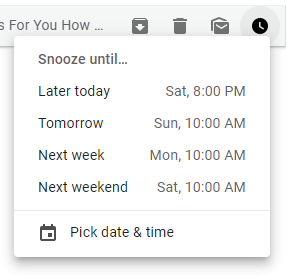 s For You How ...
Snooze until...
Later today Sat, 8:00 PM
Tomorrow Sun, 10:00 AM
Next week Mon, 10:00 AM
Next weekend Sat, 10:00 AM
Pick date & time